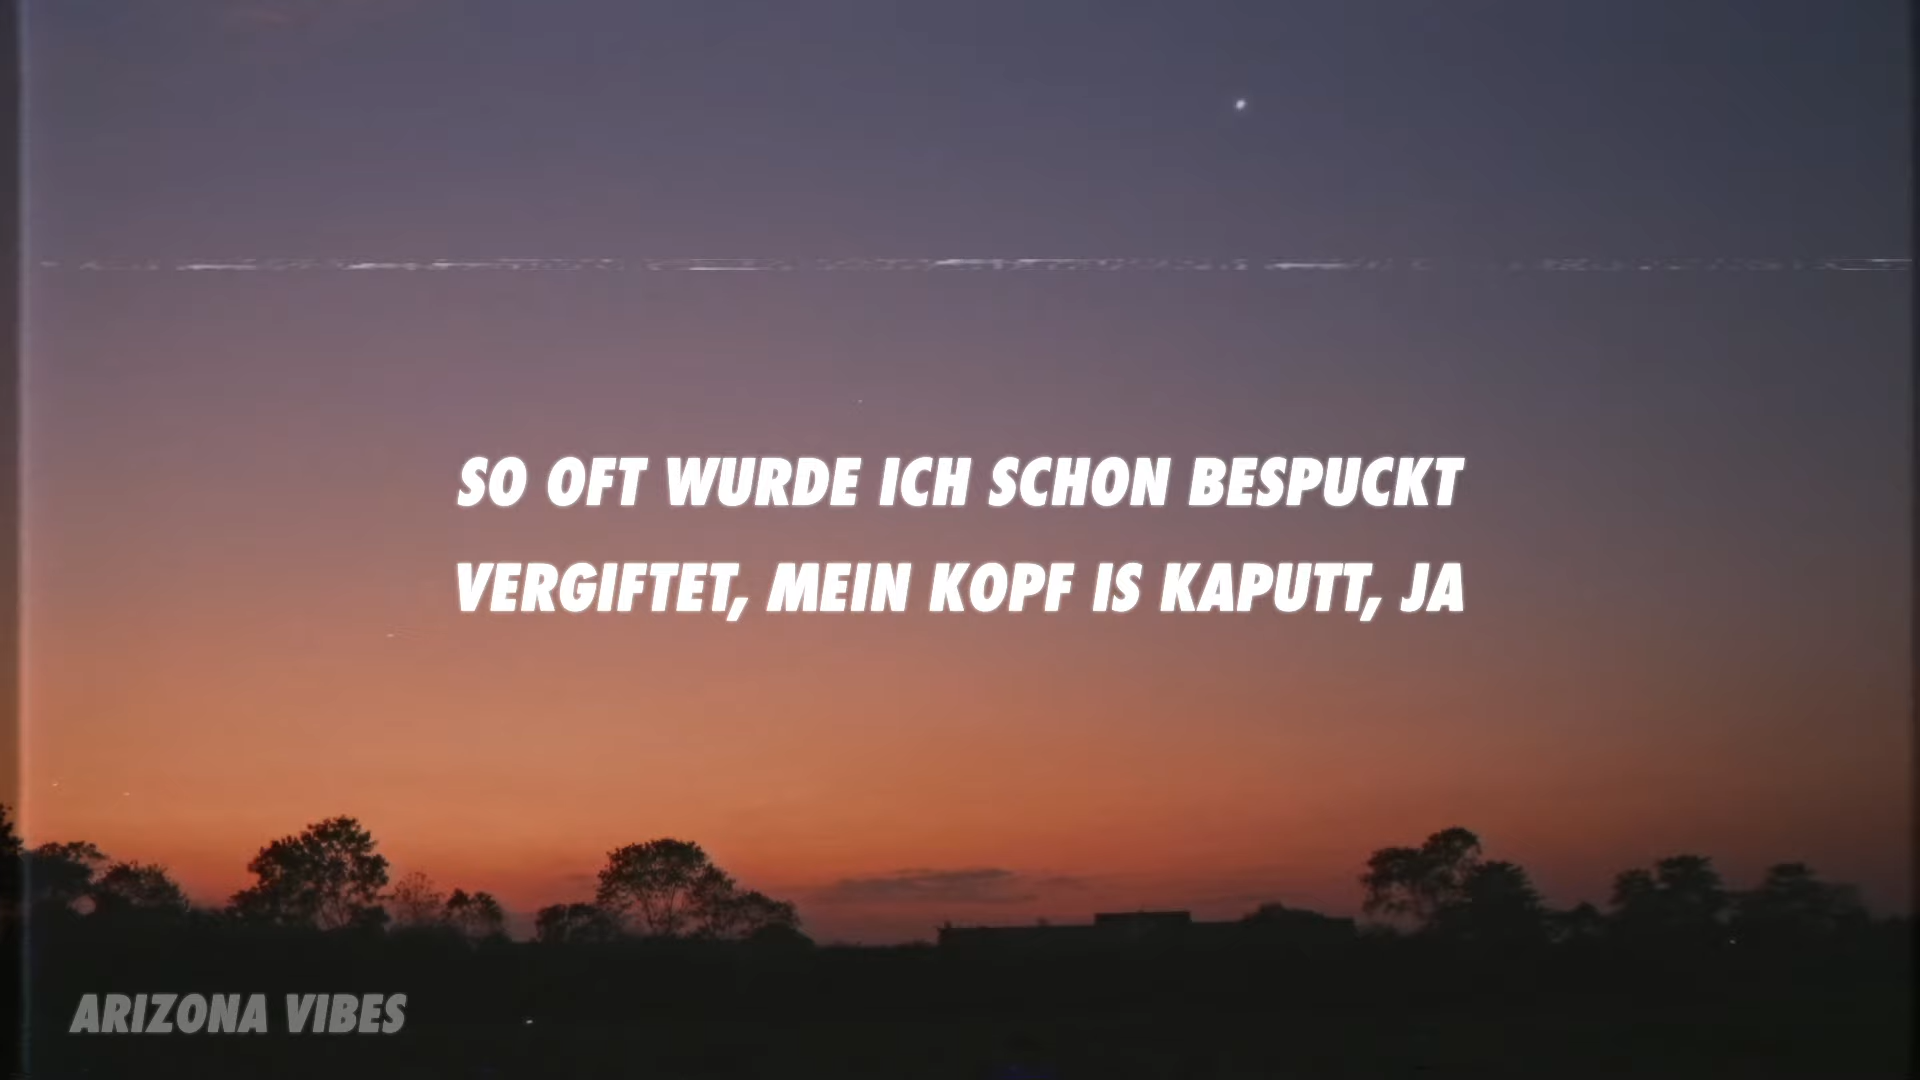 SO OFT WURDE ICH SCHON BESPUCKT
VERGIFTET, MEIN KOPF IS KAPUTT, JA
ARIZONA VIBES